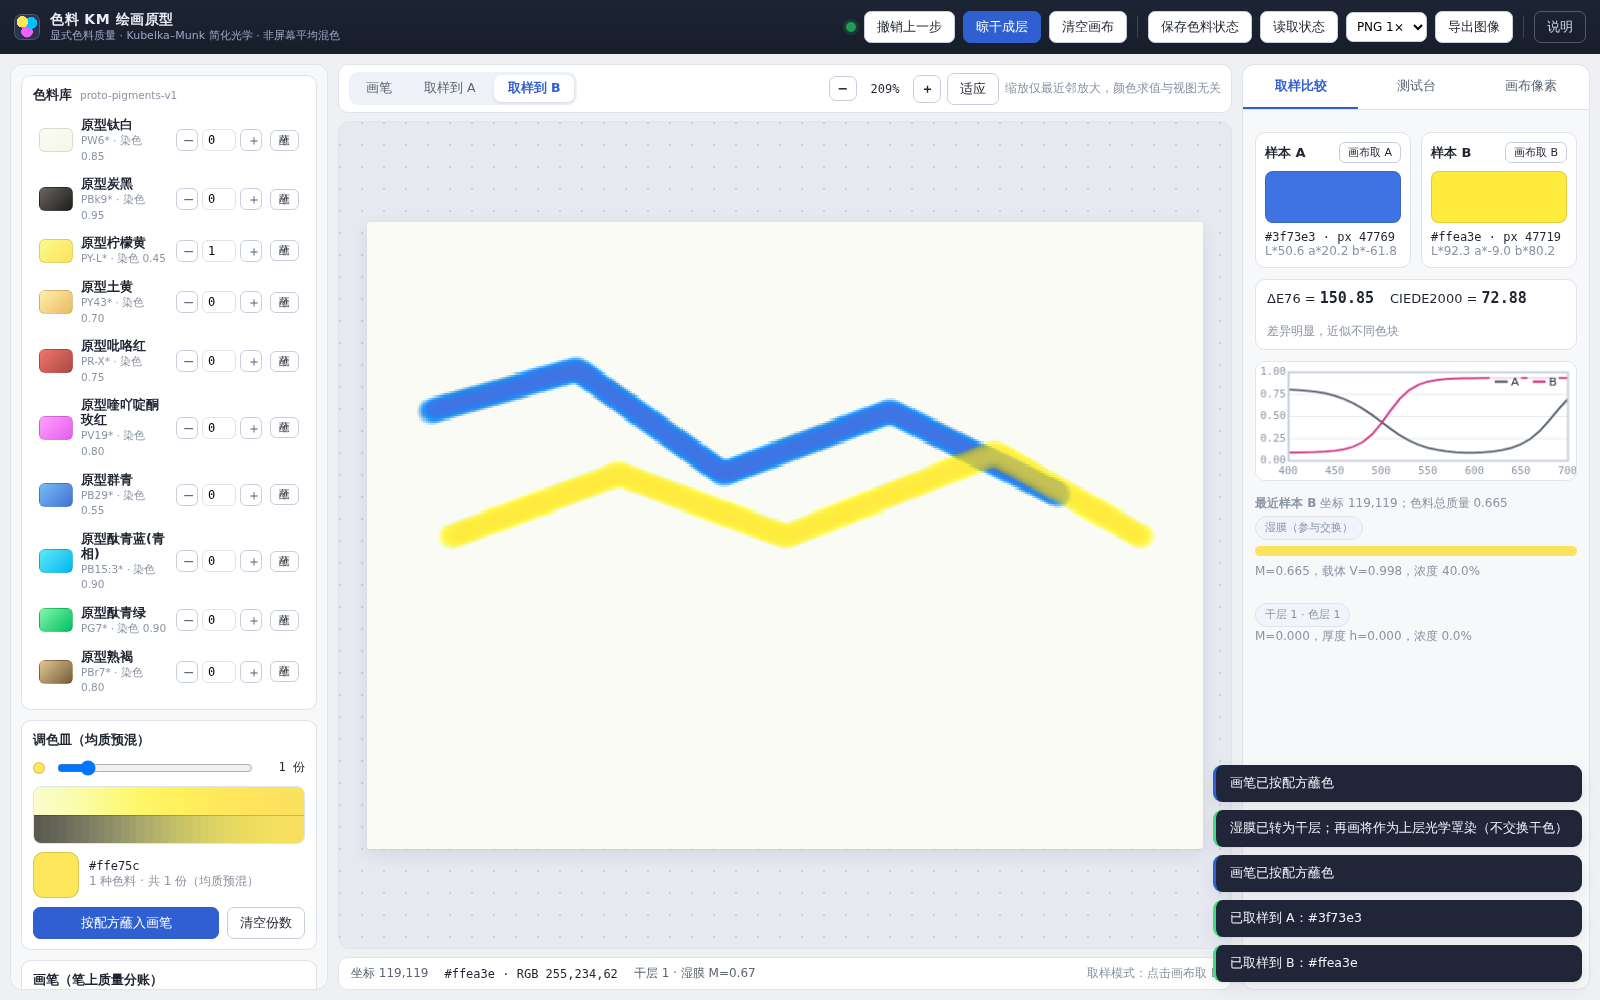 色料 KM 绘画原型
显式色料质量 · Kubelka–Munk 简化光学 · 非屏幕平均混色
撤销上一步 晾干成层 清空画布 保存色料状态 读取状态 PNG 1× 导出图像 说明
色料库 proto-pigments-v1
原型钛白
PW6* · 染色 0.85
− 0 + 蘸
原型炭黑
PBk9* · 染色 0.95
− 0 + 蘸
原型柠檬黄
PY-L* · 染色 0.45
− 1 + 蘸
原型土黄
PY43* · 染色 0.70
− 0 + 蘸
原型吡咯红
PR-X* · 染色 0.75
− 0 + 蘸
原型喹吖啶酮
玫红
PV19* · 染色 0.80
− 0 + 蘸
原型群青
PB29* · 染色 0.55
− 0 + 蘸
原型酞青蓝(青
相)
PB15:3* · 染色 0.90
− 0 + 蘸
原型酞青绿
PG7* · 染色 0.90
− 0 + 蘸
原型熟褐
PBr7* · 染色 0.80
− 0 + 蘸
调色皿（均质预混）
1 份
#ffe75c
1 种色料 · 共 1 份（均质预混）
按配方蘸入画笔 清空份数
画笔（笔上质量分账）
画笔 取样到 A 取样到 B
− 209% + 适应 缩放仅最近邻放大，颜色求值与视图无关
坐标 119,119 #ffea3e · RGB 255,234,62 干层 1 · 湿膜 M=0.67 取样模式：点击画布取
取样比较 测试台 画布像素
样本 A 画布取 A
#3f73e3 · px 47769
L*50.6 a*20.2 b*-61.8
样本 B 画布取 B
#ffea3e · px 47719
L*92.3 a*-9.0 b*80.2
ΔE76 = 150.85 CIEDE2000 = 72.88
差异明显，近似不同色块
1.00
0.75
0.50
0.25
0.00
A B
400 450 500 550 600 650 700
最近样本 B 坐标 119,119；色料总质量 0.665
湿膜（参与交换）
M=0.665，载体 V=0.998，浓度 40.0%
干层 1 · 色层 1
M=0.000，厚度 h=0.000，浓度 0.0%
画笔已按配方蘸色
湿膜已转为干层；再画将作为上层光学罩染（不交换干色）
画笔已按配方蘸色
已取样到 A：#3f73e3
已取样到 B：#ffea3e